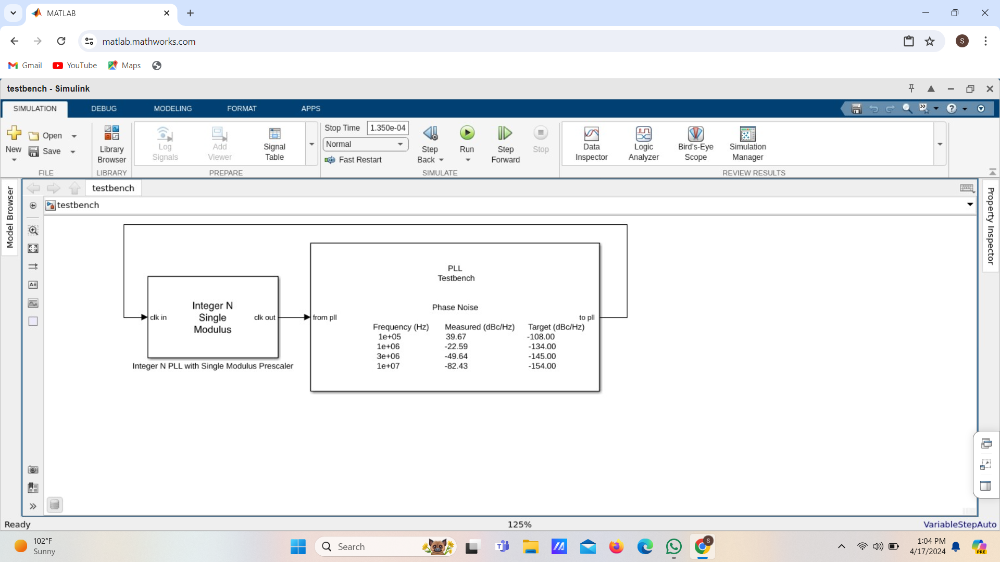 MATLAB
matlab.mathworks.com
S
Gmail
YouTube
Maps
testbench - Simulink
SIMULATION
DEBUG
MODELING
FORMAT
APPS
New
Open
Save
FILE
Library
Browser
LIBRARY
Log
Signals
Add
Viewer
Signal
Table
PREPARE
Stop Time 1.350e-04
Normal
Fast Restart
Step
Back
Run
Step
Forward
Stop
SIMULATE
Data
Inspector
Logic
Analyzer
Bird's-Eye
Scope
Simulation
Manager
REVIEW RESULTS
Model Browser
testbench
testbench
Property Inspector
clk in
Integer N
Single
Modulus
clk out
Integer N PLL with Single Modulus Prescaler
PLL
Testbench
from pll
to pll
Phase Noise
Frequency (Hz) Measured (dBc/Hz) Target (dBc/Hz)
1e+05 39.67 -108.00
1e+06 -22.59 -134.00
3e+06 -49.64 -145.00
1e+07 -82.43 -154.00
Ready
125%
VariableStepAuto
102°F
Sunny
Search
S
1:04 PM
4/17/2024
PRE